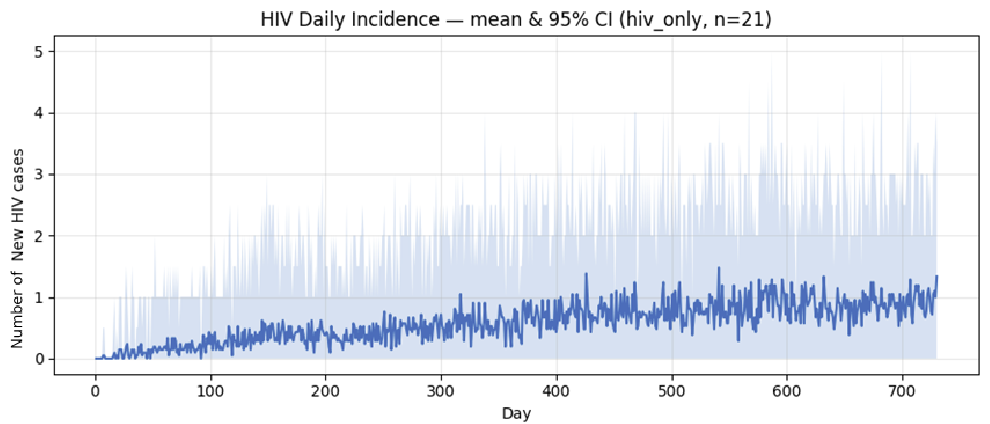 HIV Daily Incidence — mean & 95% CI (hiv_only, n=21)
Number of  New HIV cases
5
4
3
2
1
0
0 100 200 300 400 500 600 700
Day